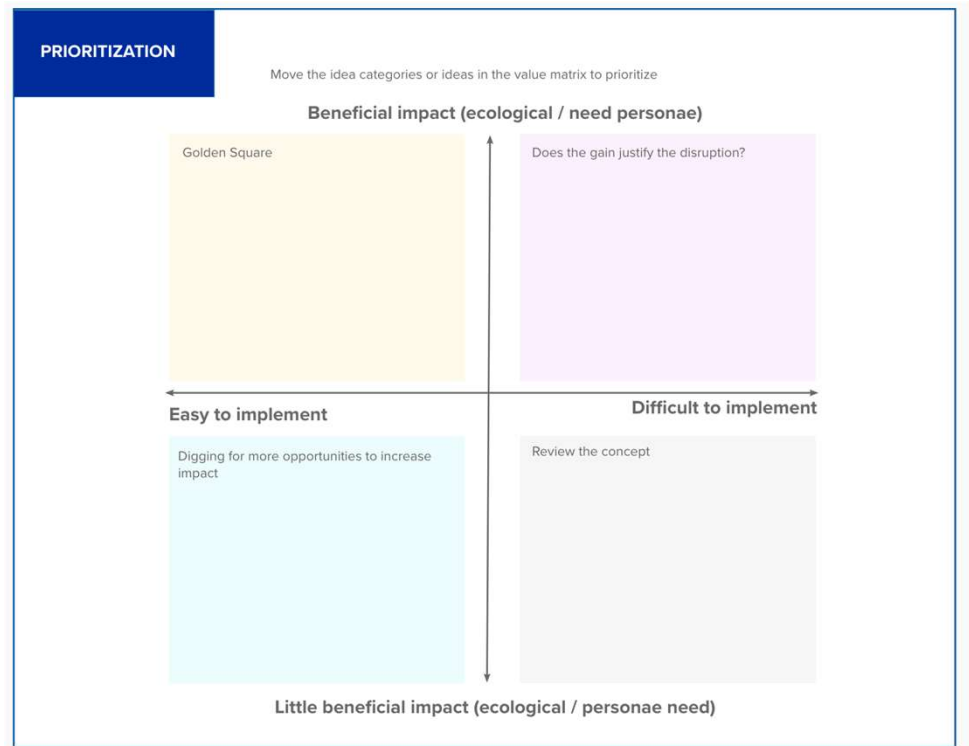 PRIORITIZATION
Move the idea categories or ideas in the value matrix to prioritize
Beneficial impact (ecological / need personae)
Golden Square
Does the gain justify the disruption?
Easy to implement
Difficult to implement
Digging for more opportunities to increase
impact
Review the concept
Little beneficial impact (ecological / personae need)